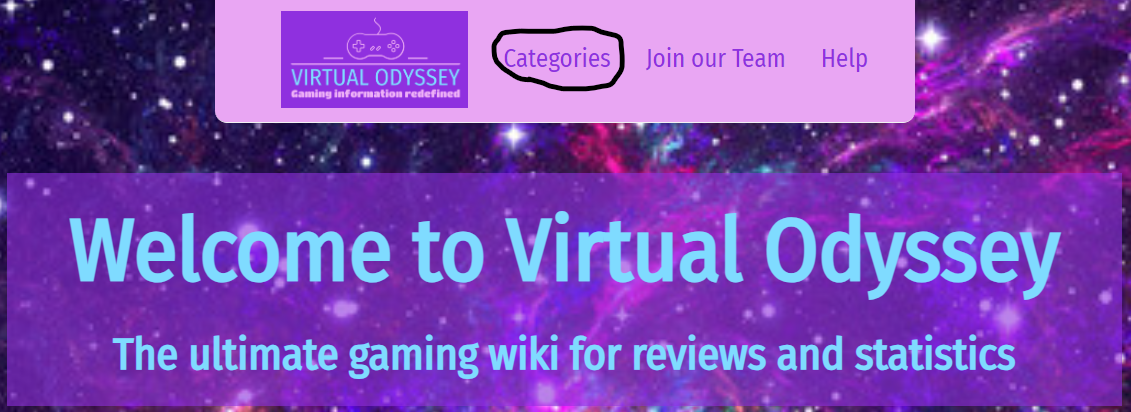 VIRTUAL ODYSSEY
Gaming information redefined
Categories
Join our Team
Help
Welcome to Virtual Odyssey
The ultimate gaming wiki for reviews and statistics